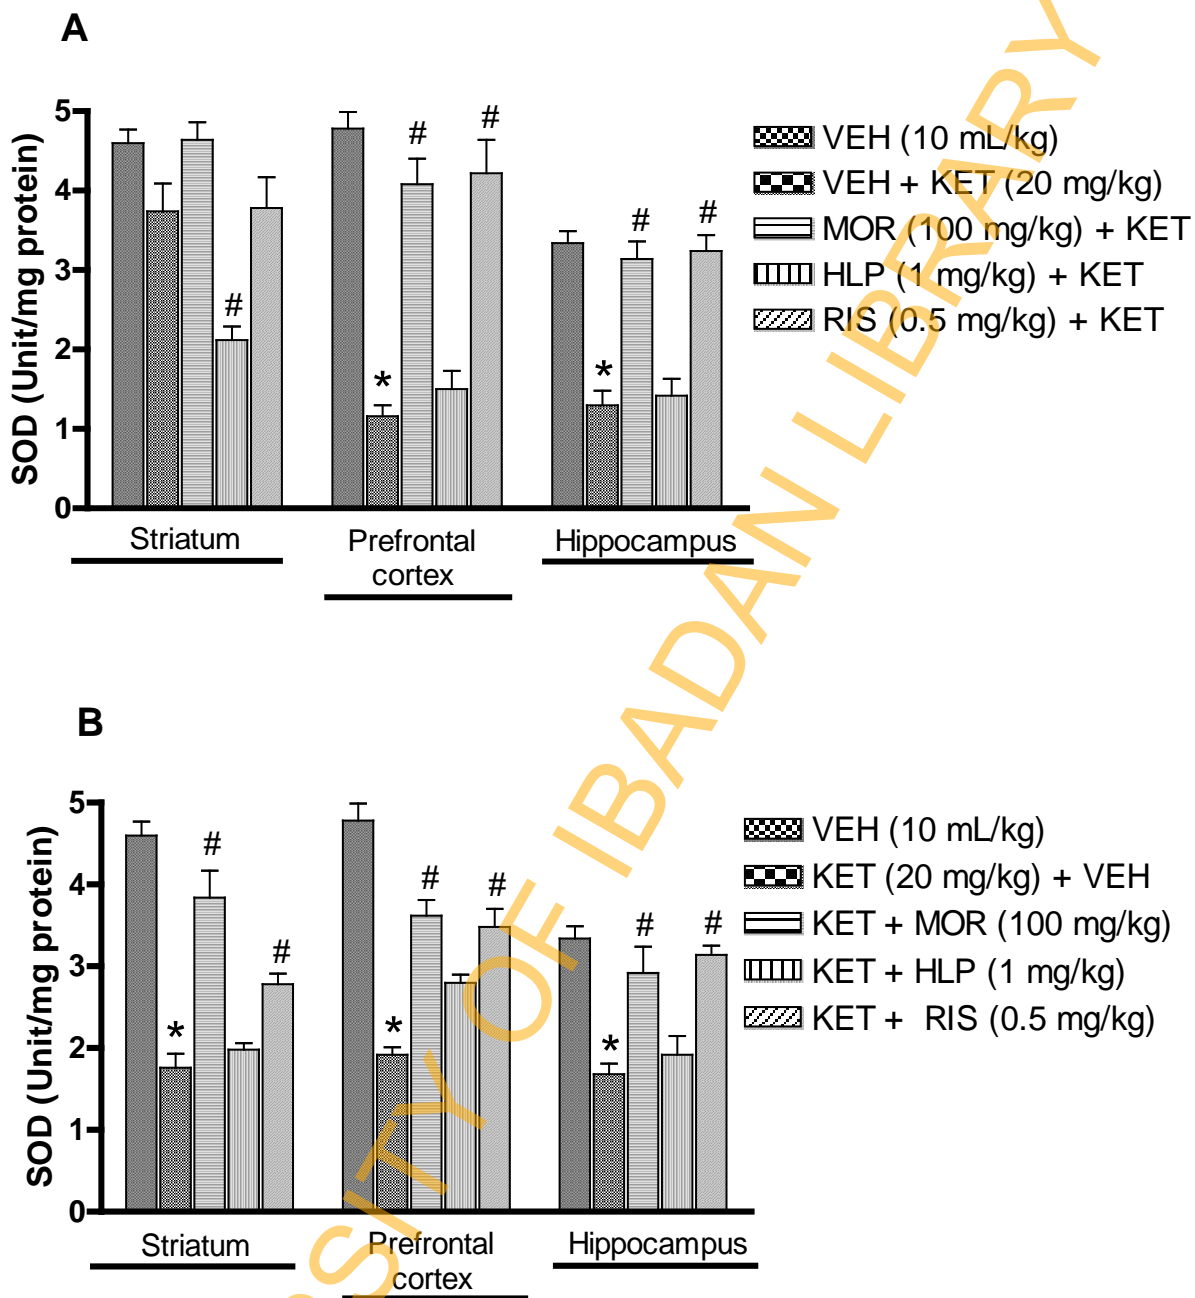 A
SOD (Unit/mg protein)
5
4
3
2
1
0
#
*
#
#
*
#
#
Striatum
Prefrontal
cortex
Hippocampus
VEH (10 mL/kg)
VEH + KET (20 mg/kg)
MOR (100 mg/kg) + KET
HLP (1 mg/kg) + KET
RIS (0.5 mg/kg) + KET
B
SOD (Unit/mg protein)
5
4
3
2
1
0
*
#
#
*
#
#
*
#
#
Striatum
Prefrontal
cortex
Hippocampus
VEH (10 mL/kg)
KET (20 mg/kg) + VEH
KET + MOR (100 mg/kg)
KET + HLP (1 mg/kg)
KET + RIS (0.5 mg/kg)
SITY OF IBADAN LIBRARY